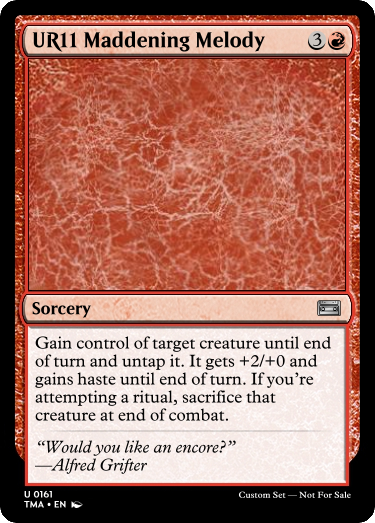 UR11 Maddening Melody 3
Sorcery
Gain control of target creature until end
of turn and untap it. It gets +2/+0 and
gains haste until end of turn. If you're
attempting a ritual, sacrifice that
creature at end of combat.
"Would you like an encore?"
—Alfred Grifter
U 0161
TMA • EN
Custom Set — Not For Sale